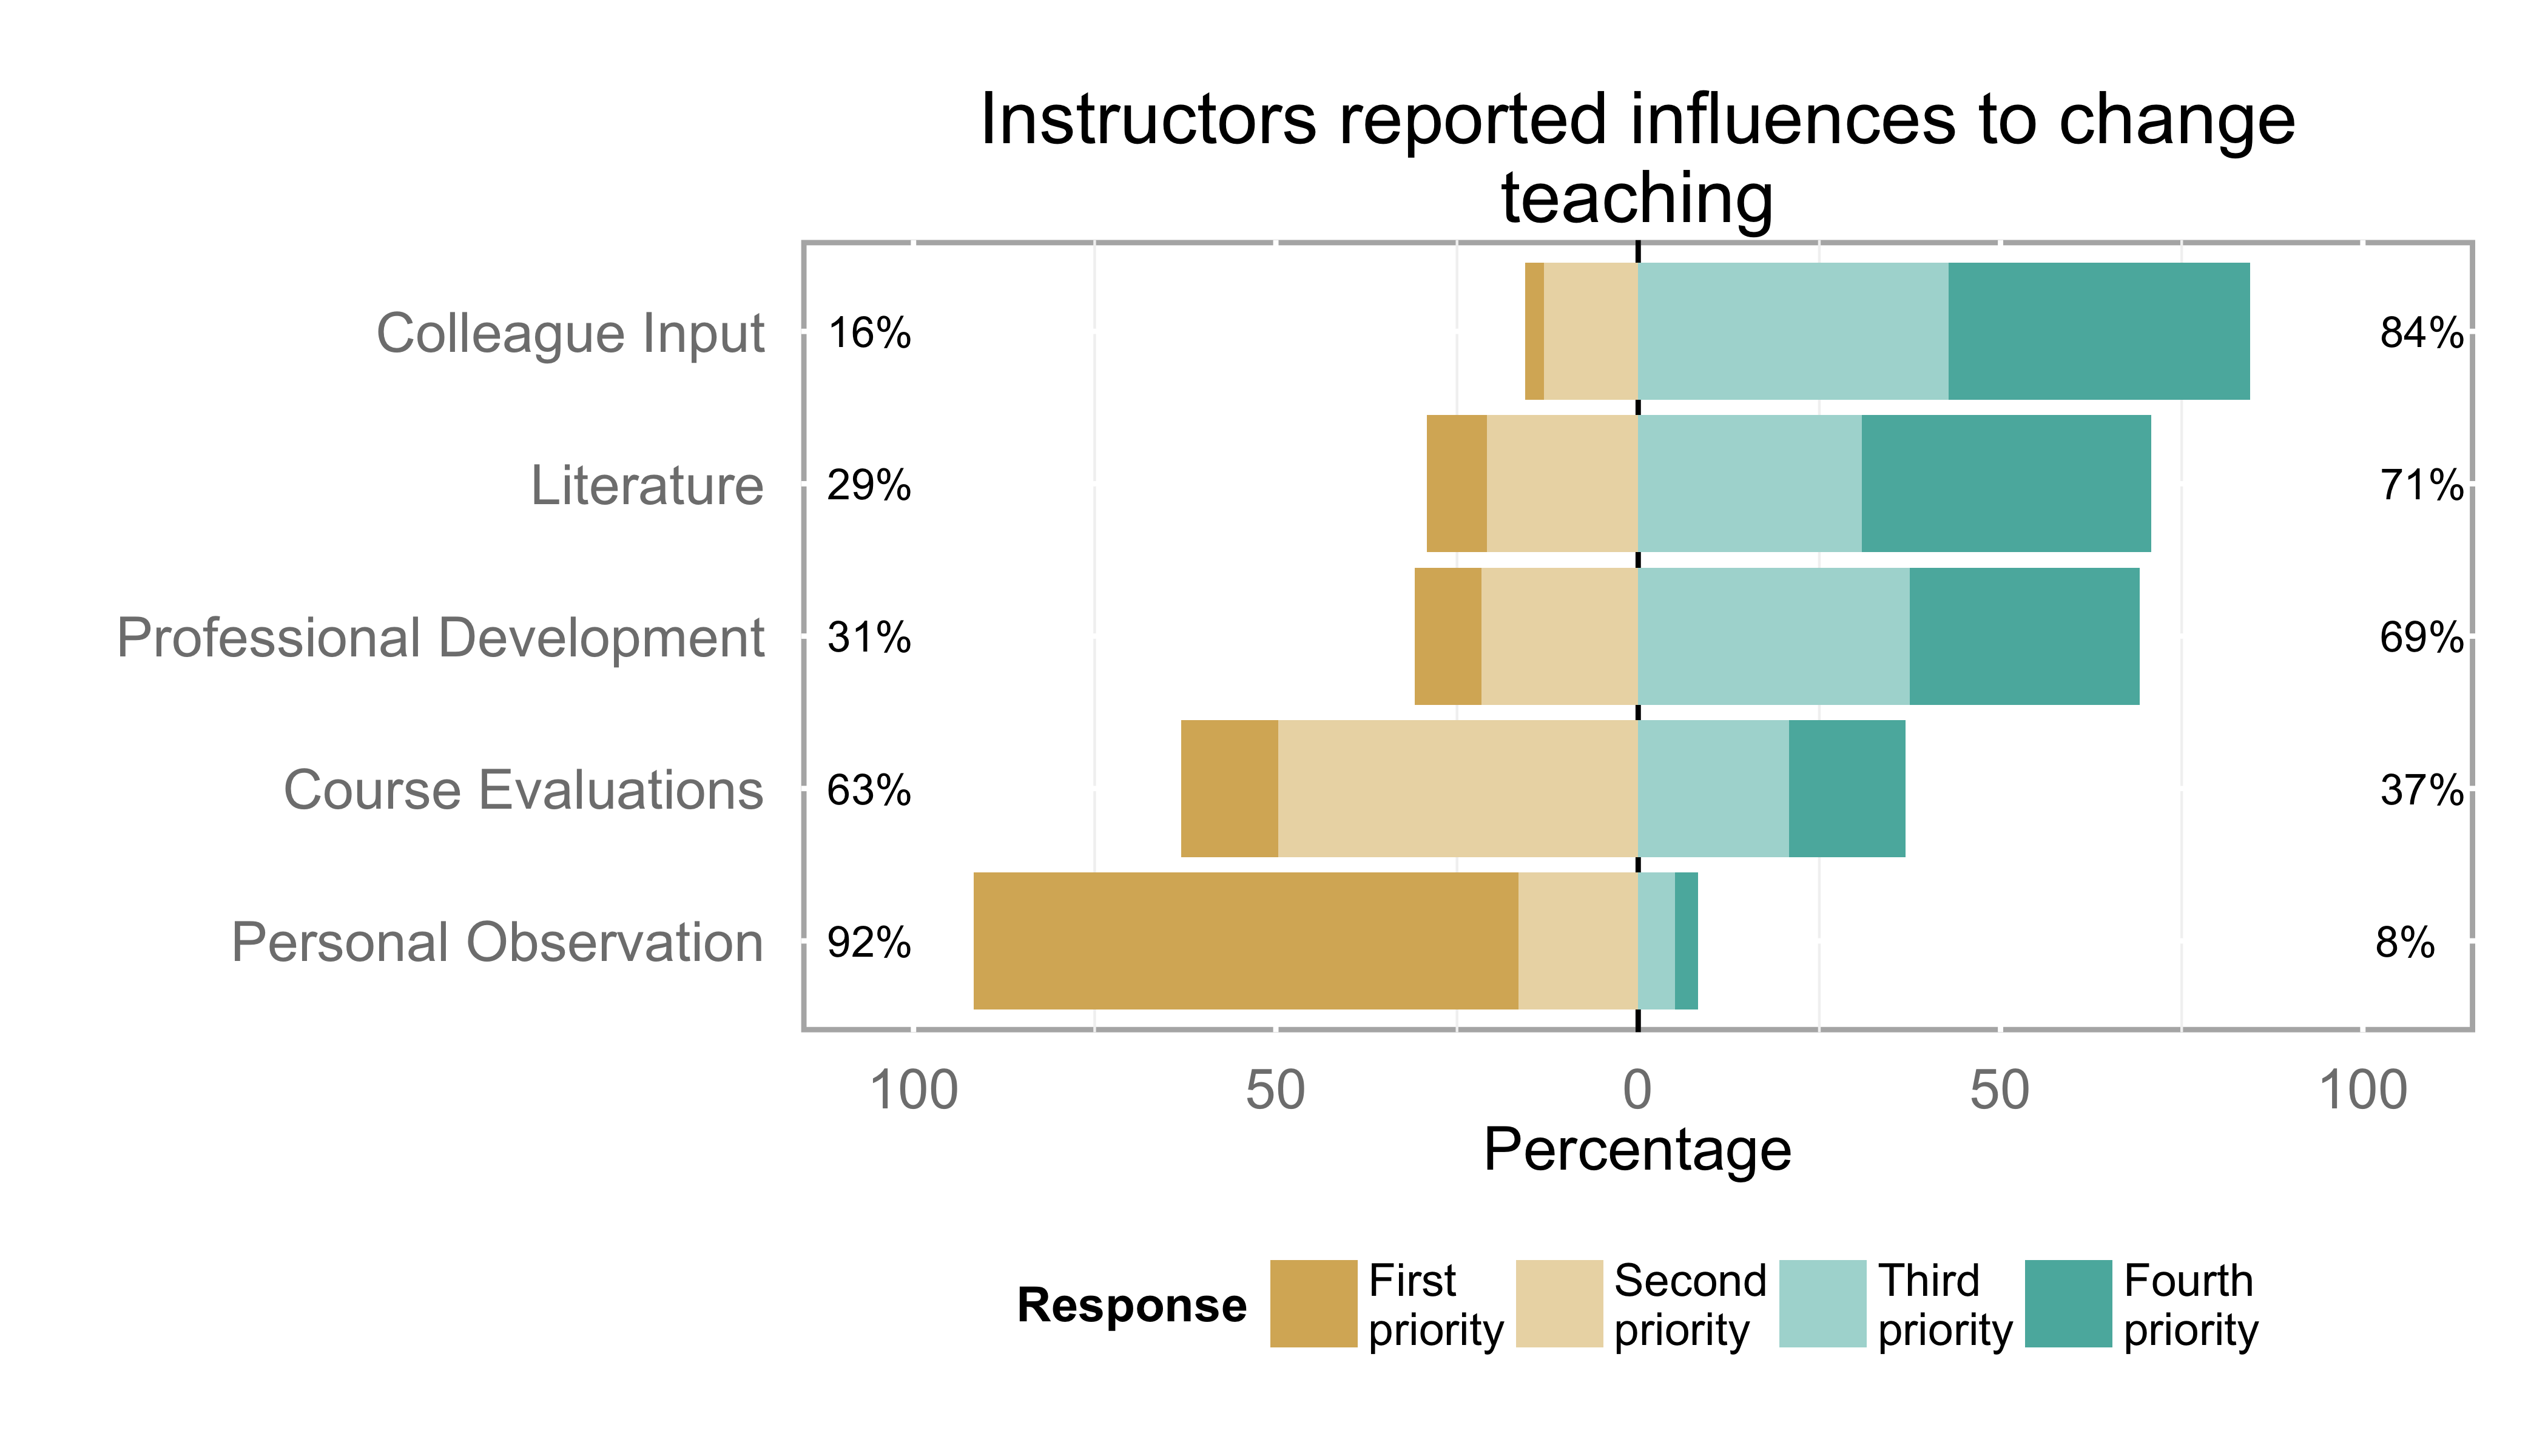 Instructors reported influences to change
teaching
Colleague Input 16% 84%
Literature 29% 71%
Professional Development 31% 69%
Course Evaluations 63% 37%
Personal Observation 92% 8%
100 50 0 50 100
Percentage
Response
First
priority
Second
priority
Third
priority
Fourth
priority